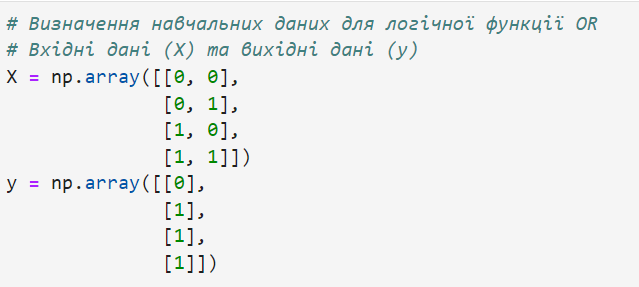 # Визначення навчальних даних для логічної функції OR
# Вхідні дані (X) та вихідні дані (y)
X = np.array([[0, 0],
              [0, 1],
              [1, 0],
              [1, 1]])
y = np.array([[0],
              [1],
              [1],
              [1]])